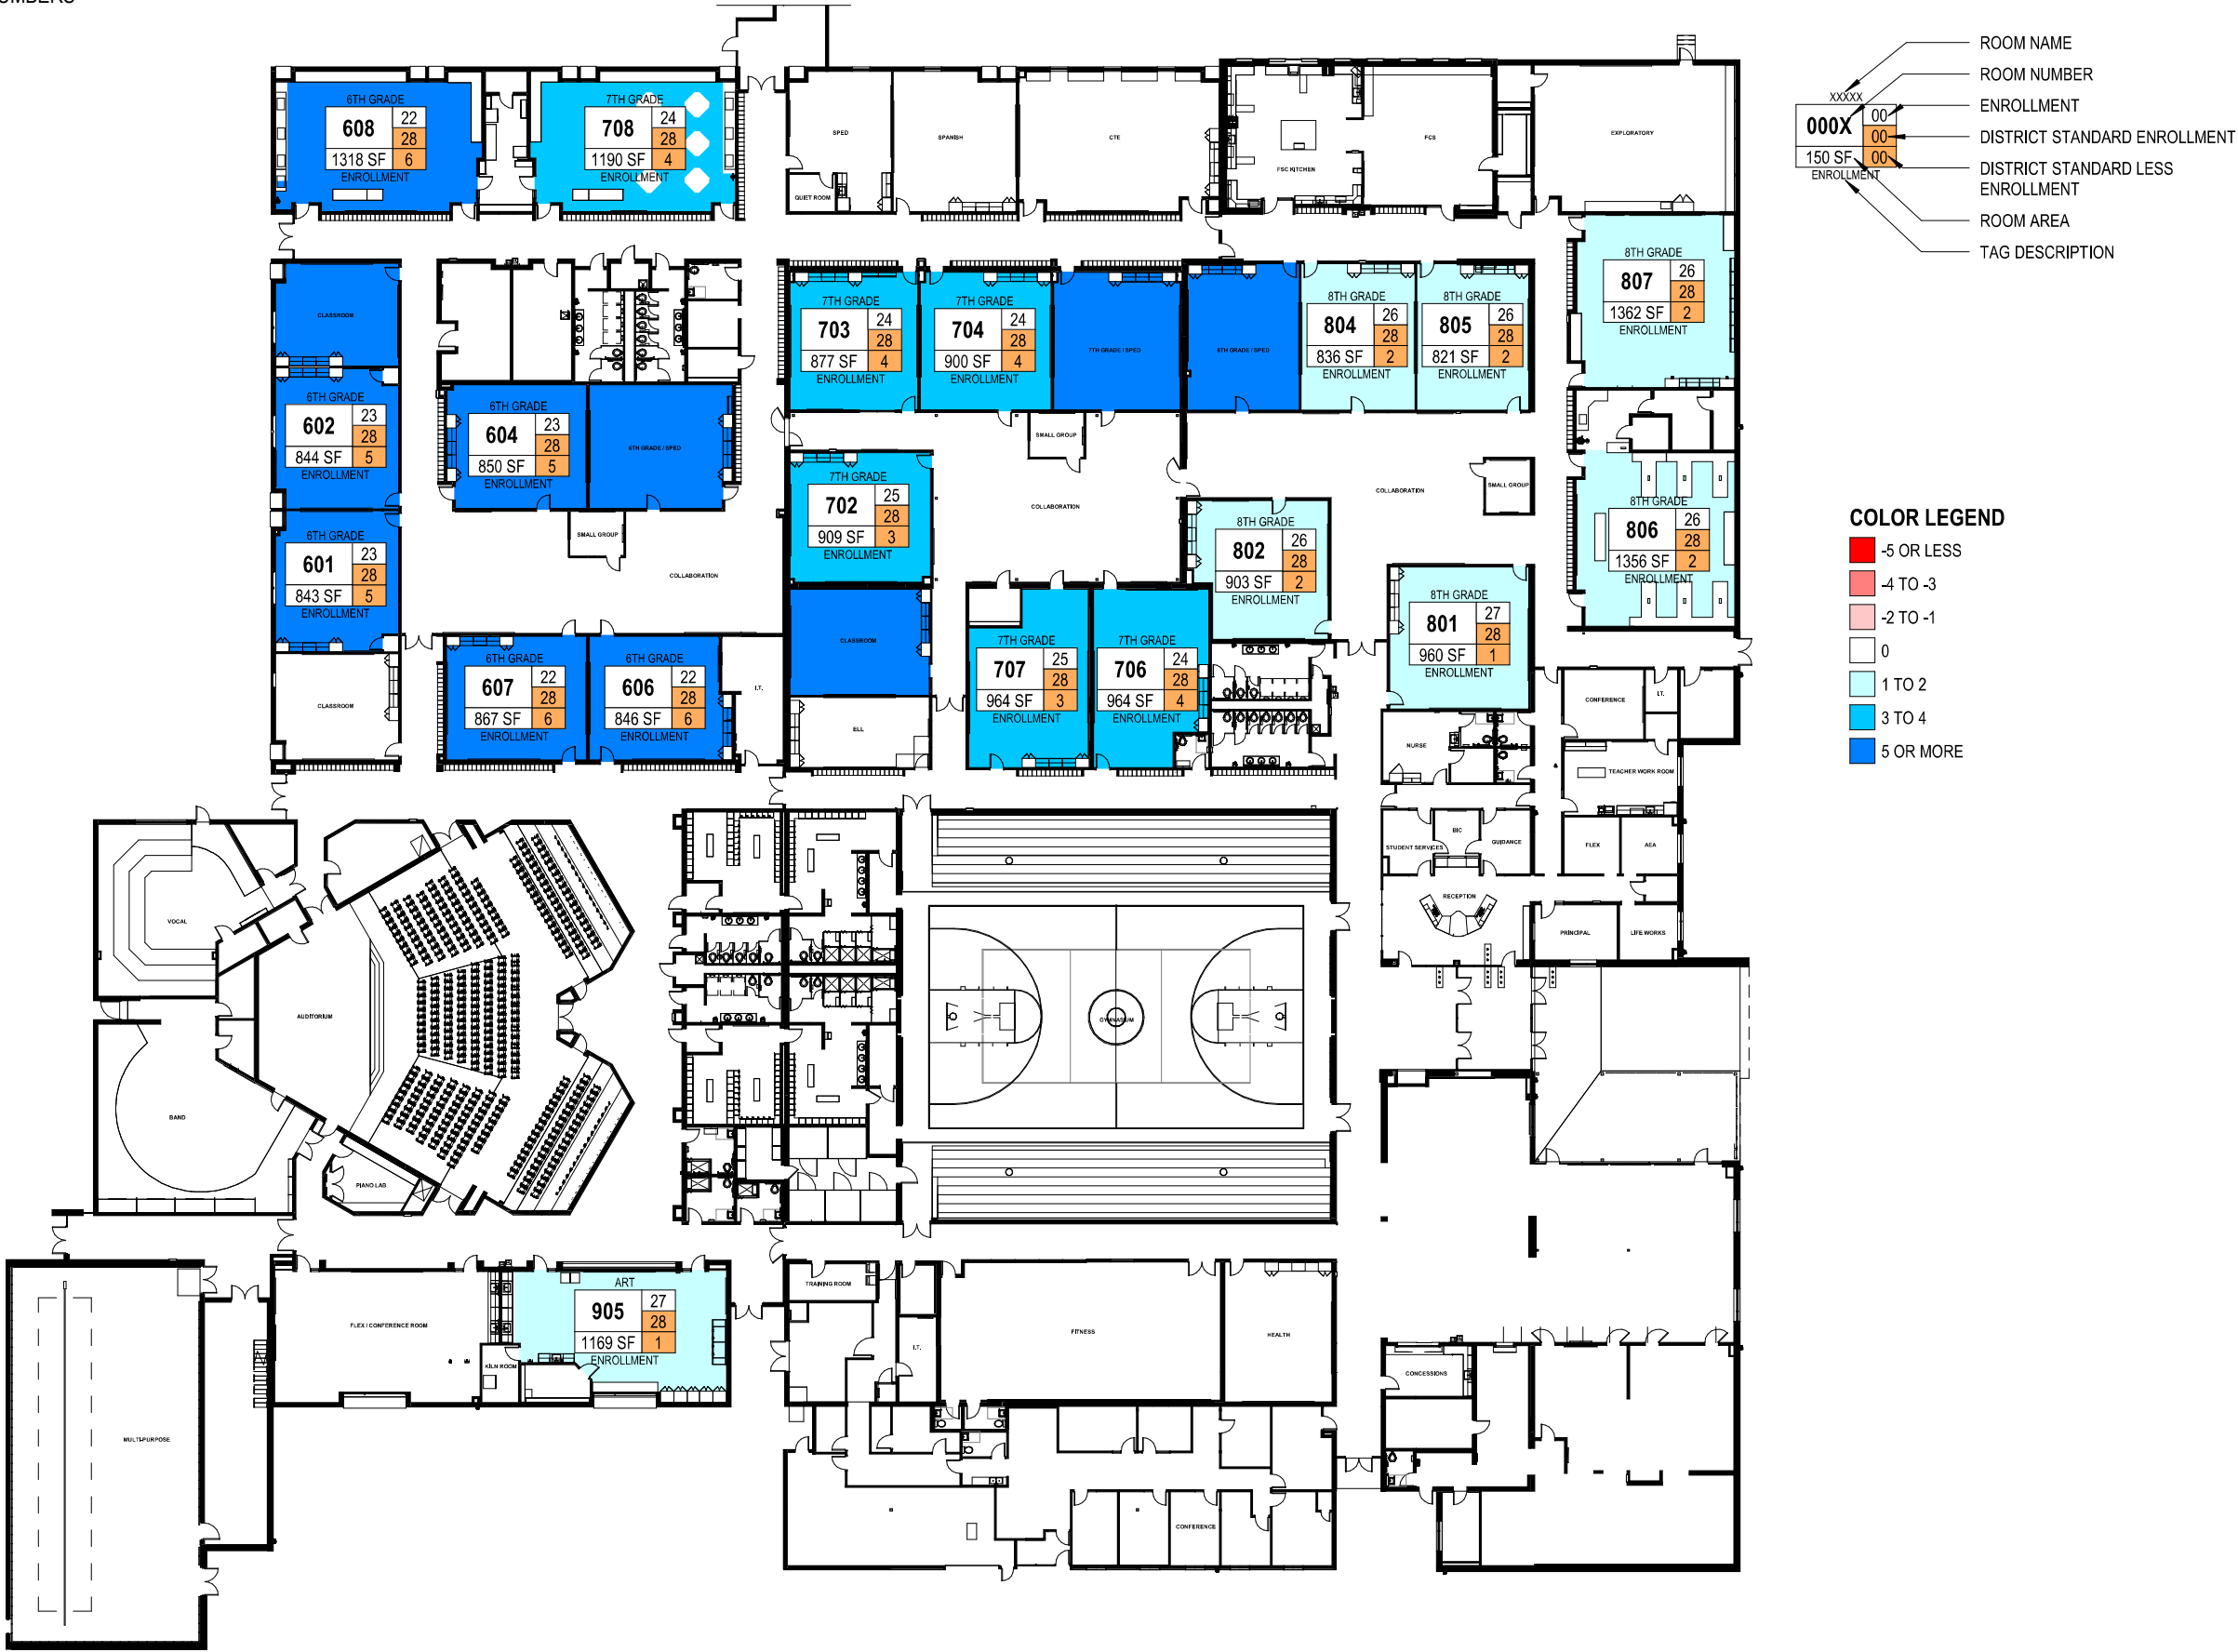 ROOM NAME
ROOM NUMBER
ENROLLMENT
DISTRICT STANDARD ENROLLMENT
DISTRICT STANDARD LESS
ENROLLMENT
ROOM AREA
TAG DESCRIPTION
XXXXX
000X 00
00
150 SF 00
ENROLLMENT
6TH GRADE
608 22
28
1318 SF 6
ENROLLMENT
7TH GRADE
708 24
28
1190 SF 4
ENROLLMENT
SPED
QUIET ROOM
SPANISH
CTE
FSC KITCHEN
FCS
EXPLORATORY
CLASSROOM
6TH GRADE
602 23
28
844 SF 5
ENROLLMENT
6TH GRADE
604 23
28
850 SF 5
ENROLLMENT
6TH GRADE / SPED
6TH GRADE
601 23
28
843 SF 5
ENROLLMENT
SMALL GROUP
COLLABORATION
CLASSROOM
6TH GRADE
607 22
28
867 SF 6
ENROLLMENT
6TH GRADE
606 22
28
846 SF 6
ENROLLMENT
I.T.
7TH GRADE
703 24
28
877 SF 4
ENROLLMENT
7TH GRADE
704 24
28
900 SF 4
ENROLLMENT
7TH GRADE / SPED
8TH GRADE
804 26
28
836 SF 2
ENROLLMENT
8TH GRADE
805 26
28
821 SF 2
ENROLLMENT
8TH GRADE
807 26
28
1362 SF 2
ENROLLMENT
SMALL GROUP
7TH GRADE
702 25
28
909 SF 3
ENROLLMENT
COLLABORATION
COLLABORATION
SMALL GROUP
8TH GRADE
802 26
28
903 SF 2
ENROLLMENT
8TH GRADE
806 26
28
1356 SF 2
ENROLLMENT
8TH GRADE
801 27
28
960 SF 1
ENROLLMENT
CLASSROOM
ELL
7TH GRADE
707 25
28
964 SF 3
ENROLLMENT
7TH GRADE
706 24
28
964 SF 4
ENROLLMENT
COLOR LEGEND
-5 OR LESS
-4 TO -3
-2 TO -1
0
1 TO 2
3 TO 4
5 OR MORE
CONFERENCE
I.T.
NURSE
TEACHER WORK ROOM
STUDENT SERVICES
BIC
GUIDANCE
FLEX
AEA
RECEPTION
PRINCIPAL
LIFE WORKS
VOCAL
AUDITORIUM
BAND
PIANO LAB
GYMNASIUM
FLEX / CONFERENCE ROOM
KILN ROOM
ART
905 27
28
1169 SF 1
ENROLLMENT
MULTI-PURPOSE
TRAINING ROOM
I.T.
FITNESS
HEALTH
CONCESSIONS
CONFERENCE